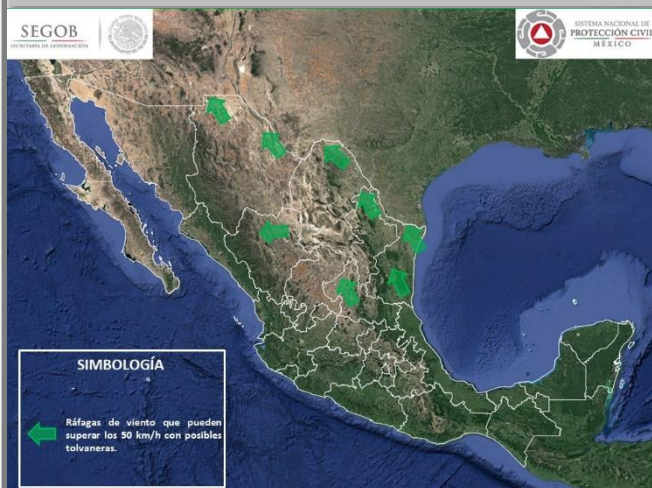 SEGOB
SECRETARÍA DE GOBERNACIÓN
SISTEMA NACIONAL DE
PROTECCIÓN CIVIL
MÉXICO
SIMBOLOGÍA
Ráfagas de viento que pueden
superar los 50 km/h con posibles
tolvaneras.